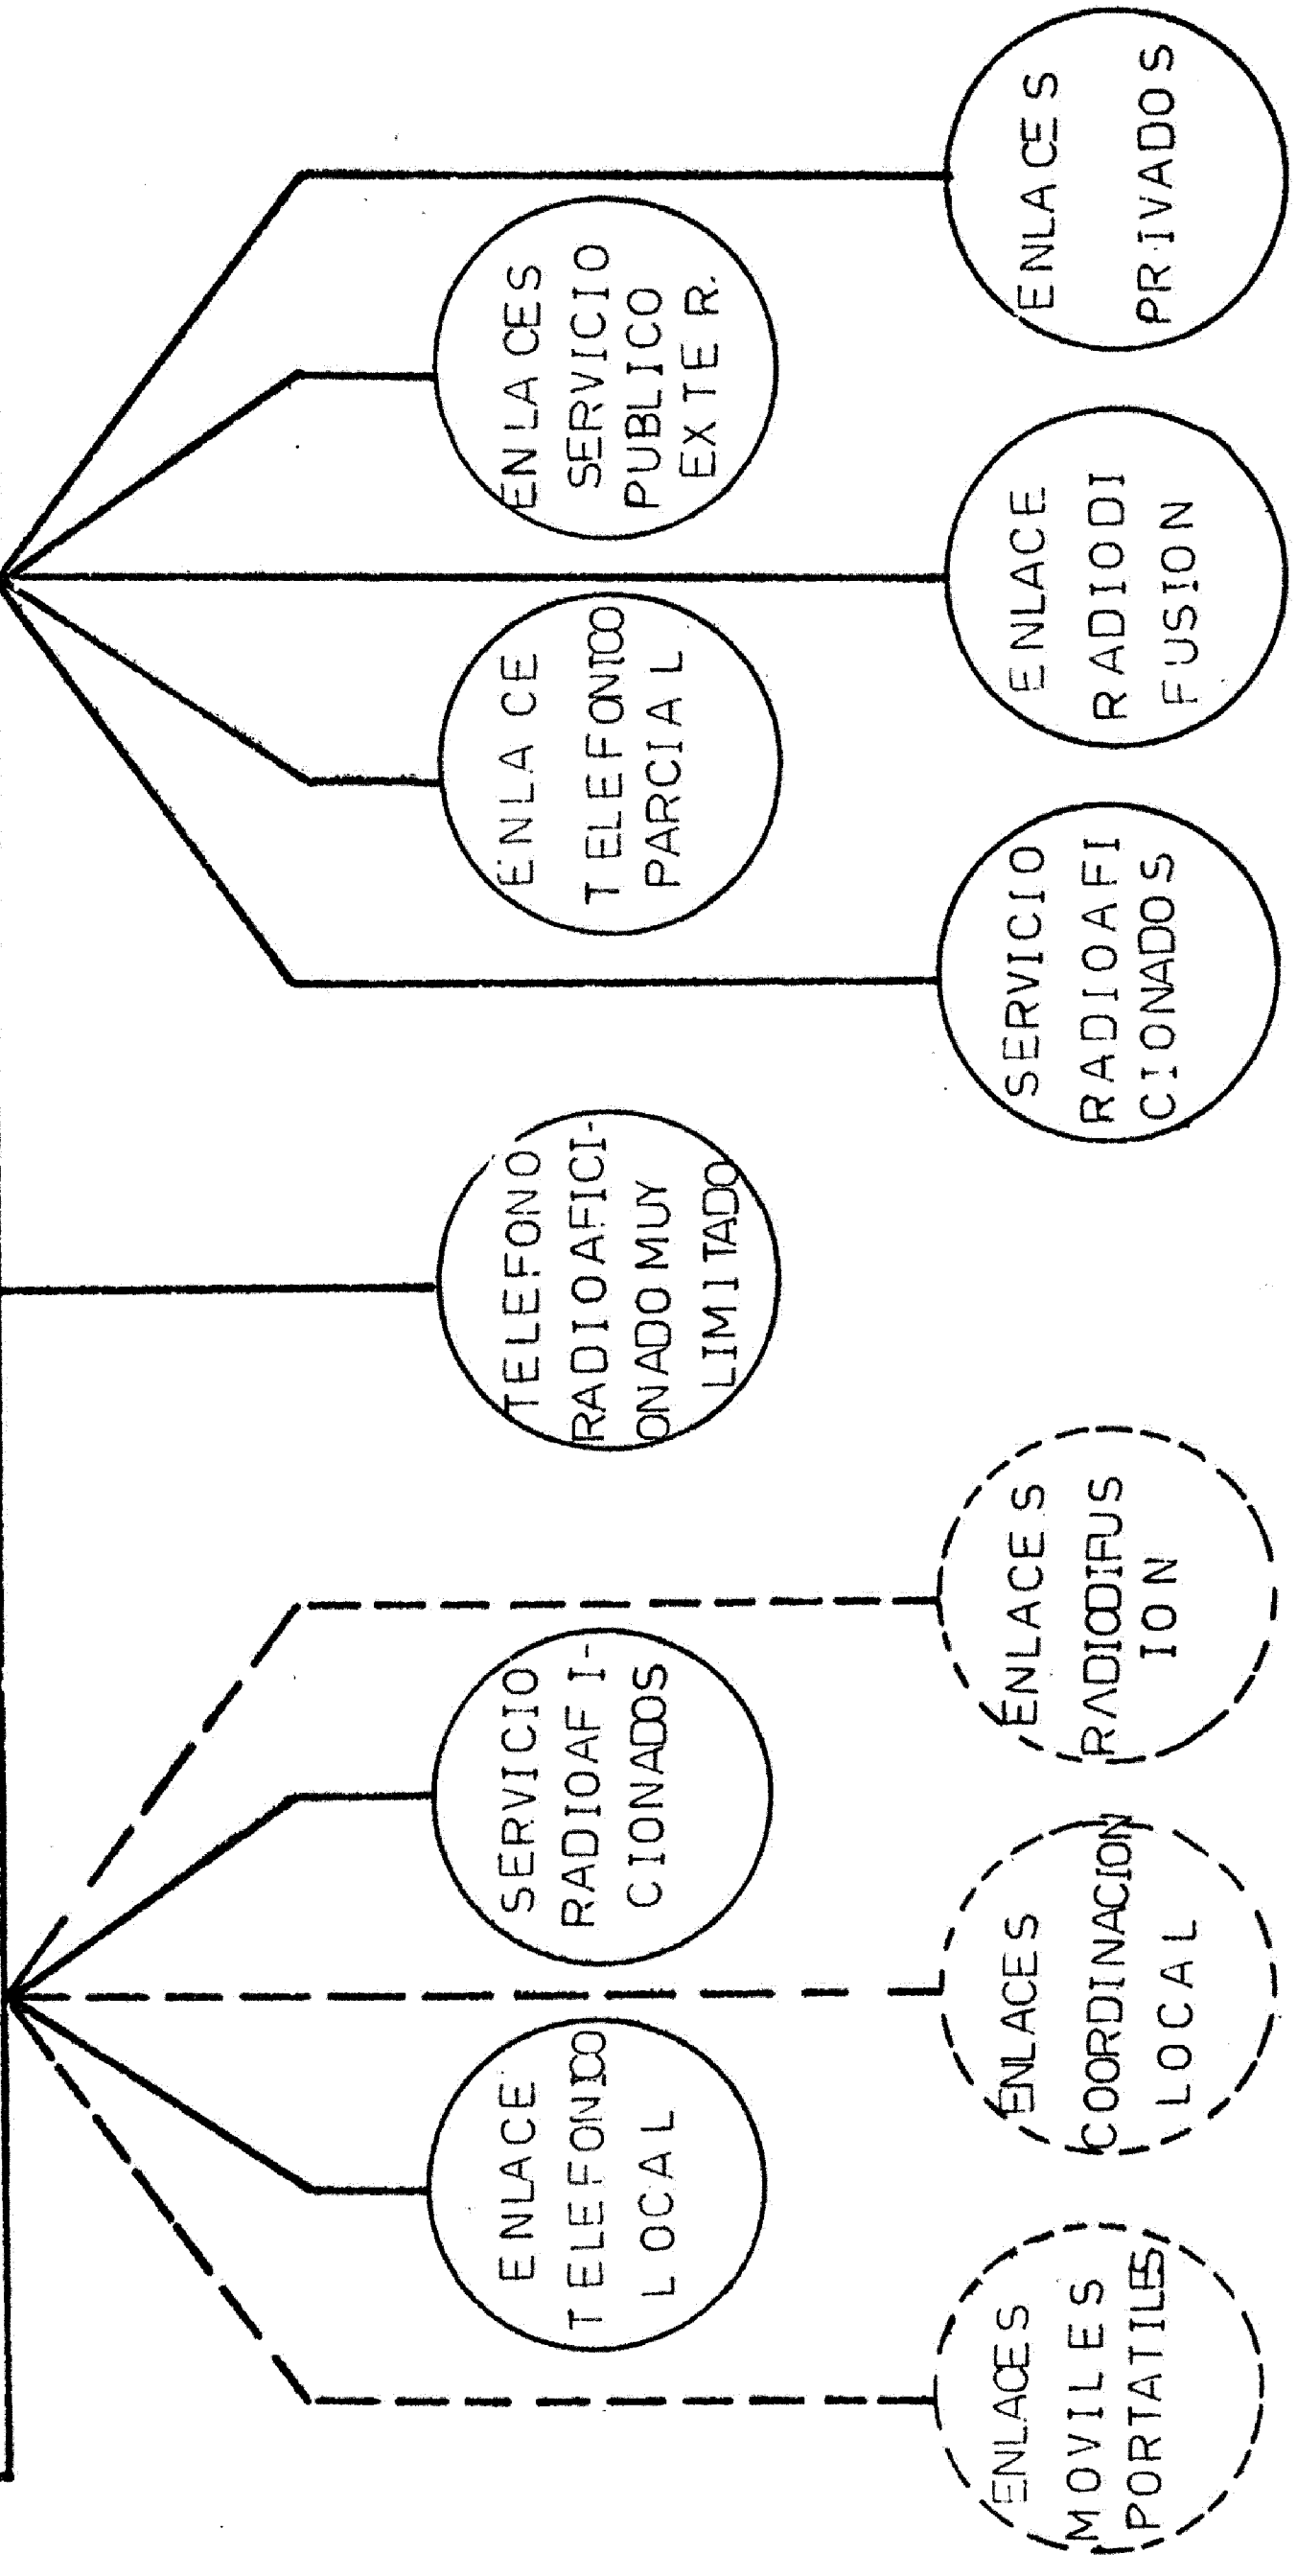 ENLACE
TELEFONICO
LOCAL
SERVICIO
RADIOAFI-
CIONADOS
TELEFONO
RADIOAFICI-
ONADO MUY
LIMITADO
ENLACE
TELEFONICO
PARCIAL
ENLACES
SERVICIO
PUBLICO
EXTER.
ENLACES
MOVILES
PORTATILES
ENLACES
COORDINACION
LOCAL
ENLACES
RADIODIFUS
ION
SERVICIO
RADIOAFI
CIONADOS
ENLACE
RADIODI
FUSION
ENLACES
PRIVADOS